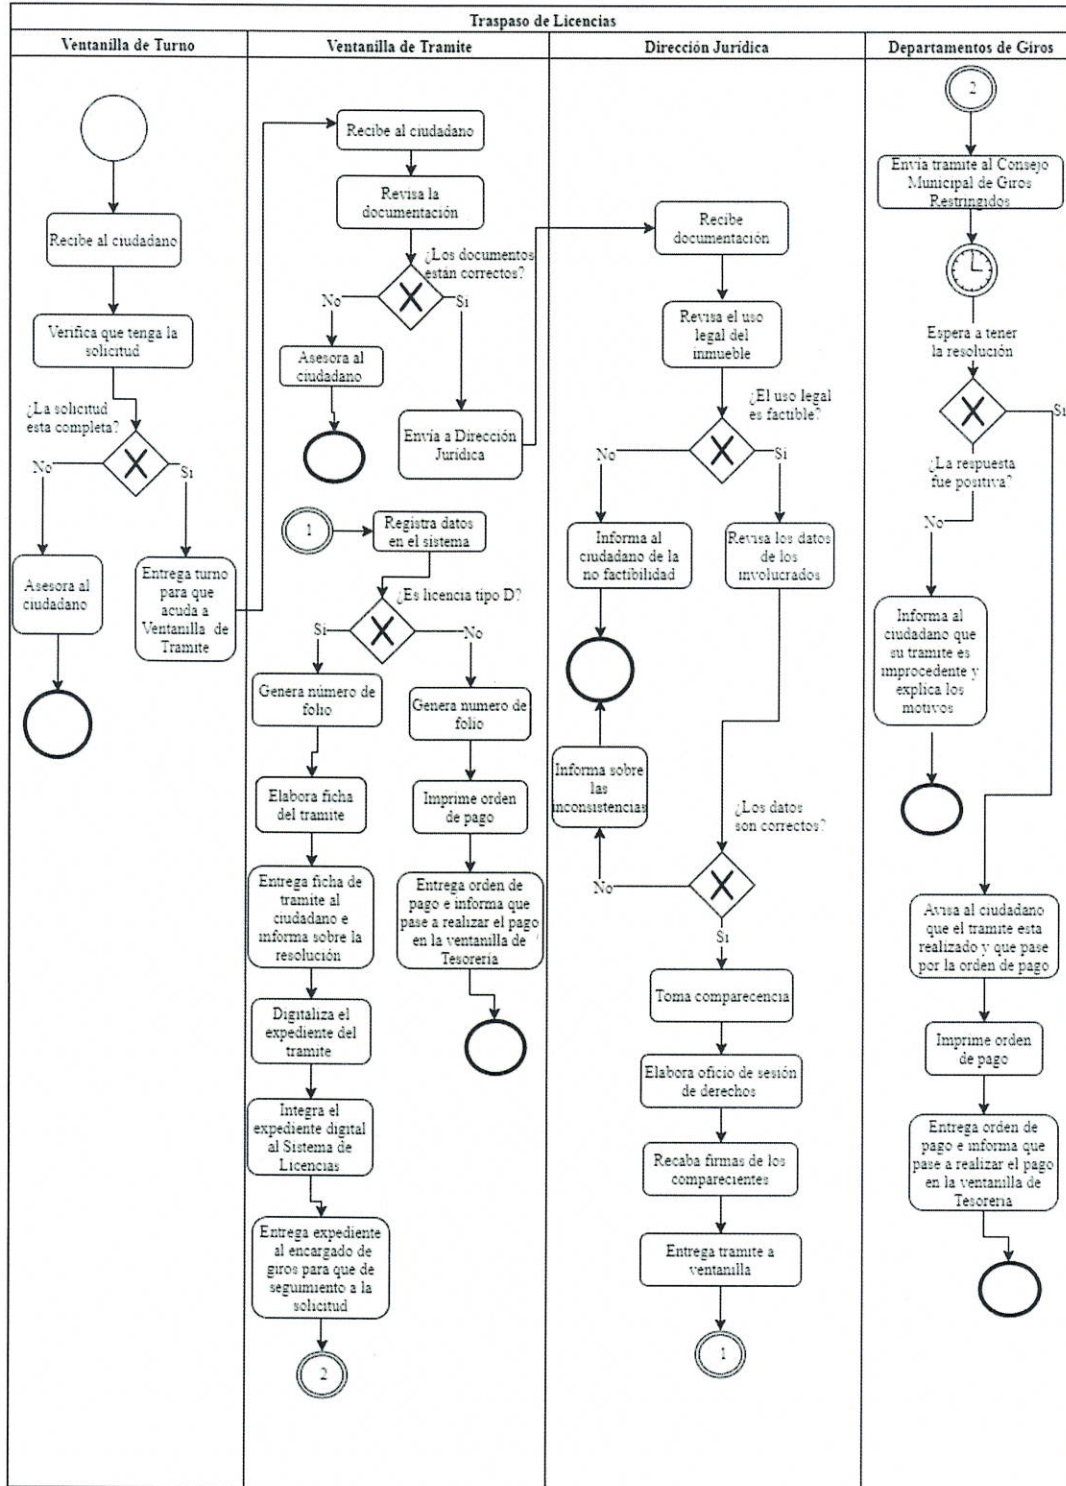 Traspaso de Licencias
Ventanilla de Turno
Ventanilla de Tramite
Dirección Jurídica
Departamentos de Giros
Recibe al ciudadano
Verifica que tenga la
solicitud
¿La solicitud
esta completa?
No
Si
Asesora al
ciudadano
Entrega turno
para que
acuda a
Ventanilla de
Tramite
Recibe al ciudadano
Revisa la
documentación
¿Los documentos
están correctos?
No
Si
Asesora al
ciudadano
Envía a Dirección
Jurídica
1
Registra datos
en el sistema
¿Es licencia tipo D?
Si
No
Genera número de
folio
Elabora ficha
del tramite
Entrega ficha de
tramite al
ciudadano e
informa sobre la
resolución
Digitaliza el
expediente del
tramite
Integra el
expediente digital
al Sistema de
Licencias
Entrega expediente
al encargado de
giros para que de
seguimiento a la
solicitud
2
Genera numero de
folio
Imprime orden
de pago
Entrega orden de
pago e informa que
pase a realizar el pago
en la ventanilla de
Tesoreria
Recibe
documentación
Revisa el uso
legal del
inmueble
¿El uso legal
es factible?
No
Si
Informa al
ciudadano de la
no factibilidad
Revisa los datos
de los
involucrados
Informa sobre
las
inconsistencias
¿Los datos
son correctos?
No
Si
Toma comparecencia
Elabora oficio de sesión
de derechos
Recaba firmas de los
comparecientes
Entrega tramite a
ventanilla
1
2
Envía tramite al Consejo
Municipal de Giros
Restringidos
Espera a tener
la resolución
Si
¿La respuesta
fue positiva?
No
Informa al
ciudadano que
su tramite es
improcedente y
explica los
motivos
Avisa al ciudadano
que el tramite esta
realizado y que pase
por la orden de pago
Imprime orden
de pago
Entrega orden de
pago e informa que
pase a realizar el pago
en la ventanilla de
Tesoreria